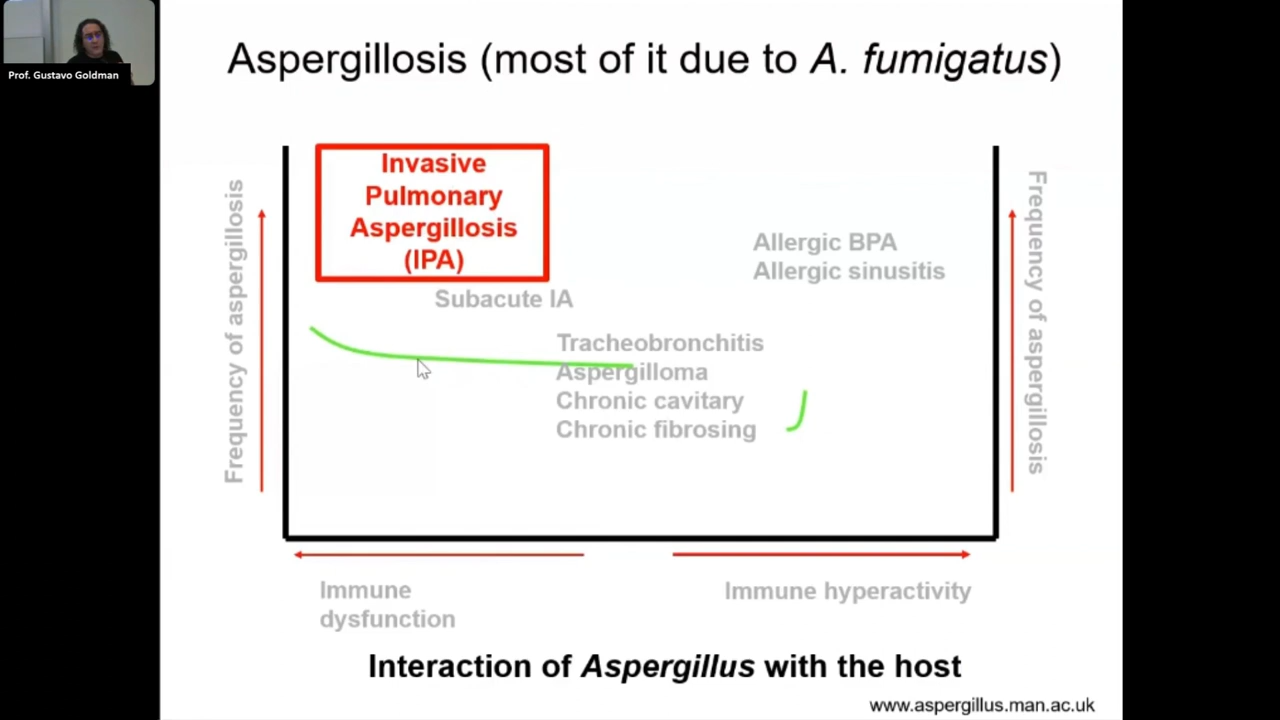 Prof. Gustavo Goldman
Aspergillosis (most of it due to A. fumigatus)
Frequency of aspergillosis
Invasive
Pulmonary
Aspergillosis
(IPA)
Subacute IA
Allergic BPA
Allergic sinusitis
Tracheobronchitis
Aspergilloma
Chronic cavitary
Chronic fibrosing
Frequency of aspergillosis
Immune
dysfunction
Immune hyperactivity
Interaction of Aspergillus with the host
www.aspergillus.man.ac.uk